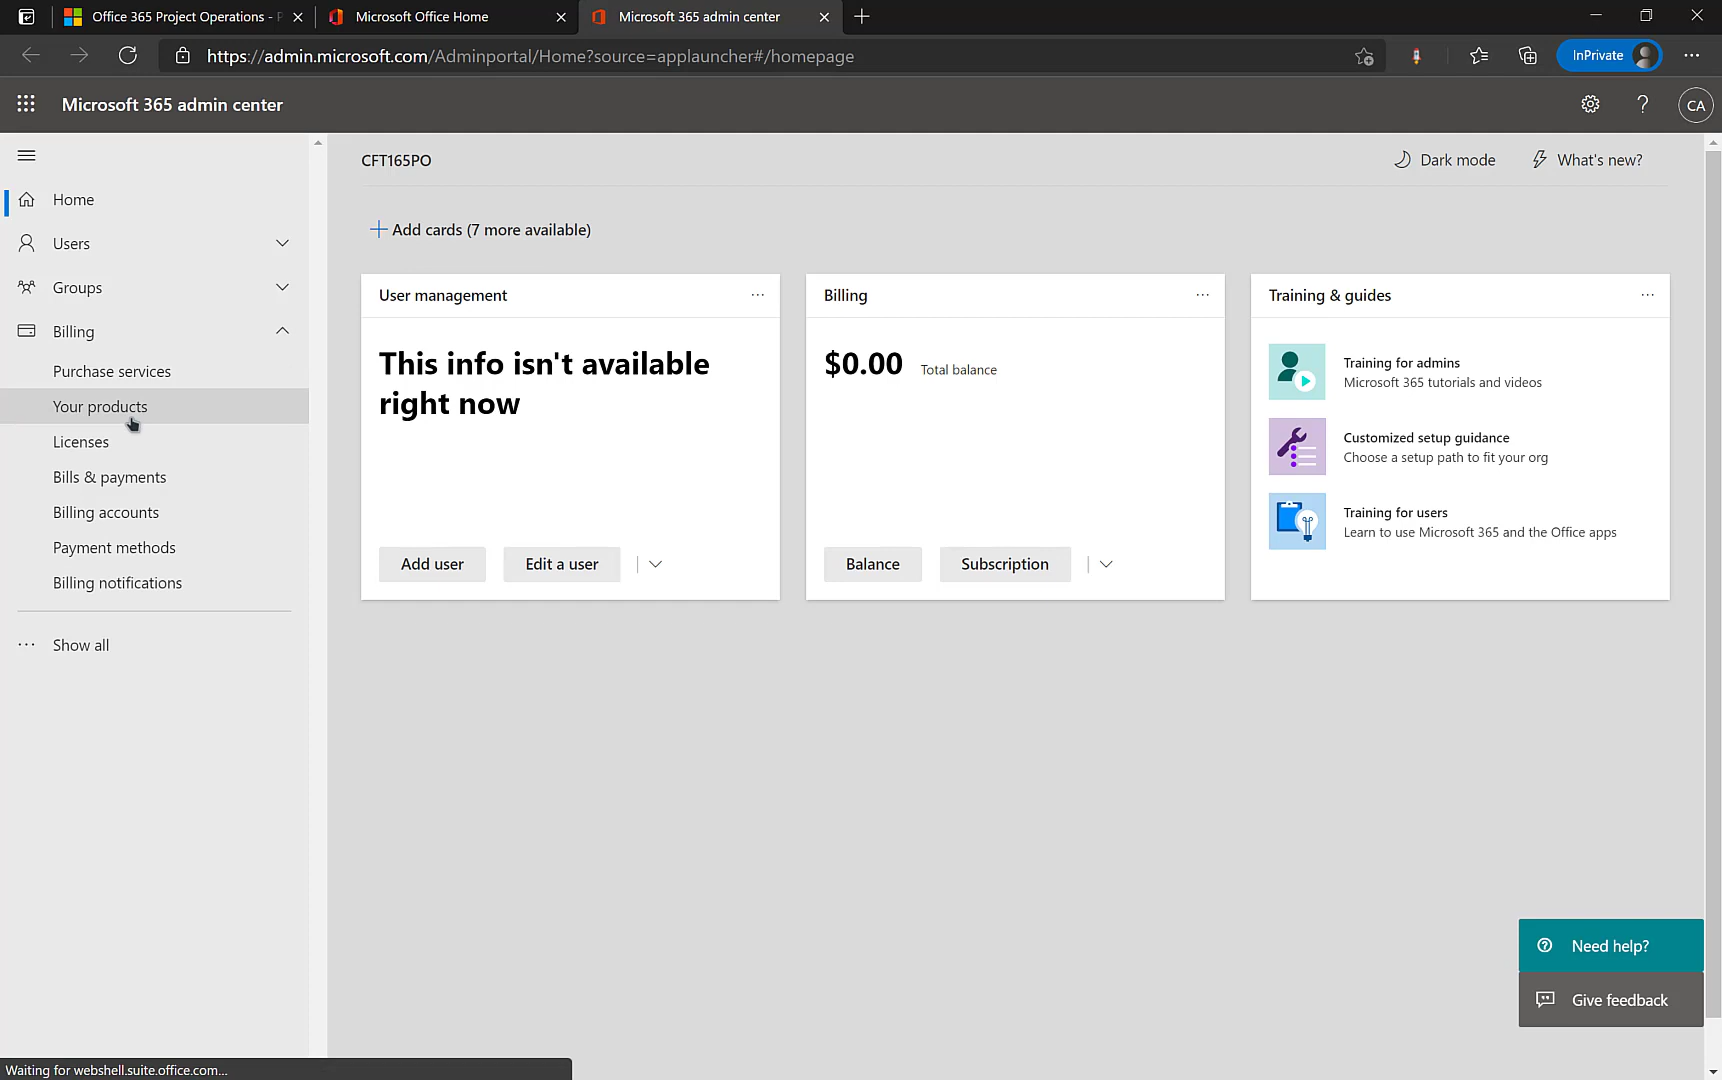 Office 365 Project Operations -
Microsoft Office Home
Microsoft 365 admin center
https://admin.microsoft.com/Adminportal/Home?source=applauncher#/homepage
InPrivate
Microsoft 365 admin center
CA
Home
Users
Groups
Billing
Purchase services
Your products
Licenses
Bills & payments
Billing accounts
Payment methods
Billing notifications
Show all
CFT165PO
Dark mode
What's new?
Add cards (7 more available)
User management
This info isn't available
right now
Add user
Edit a user
Billing
$0.00 Total balance
Balance
Subscription
Training & guides
Training for admins
Microsoft 365 tutorials and videos
Customized setup guidance
Choose a setup path to fit your org
Training for users
Learn to use Microsoft 365 and the Office apps
Need help?
Give feedback
Waiting for webshell.suite.office.com...